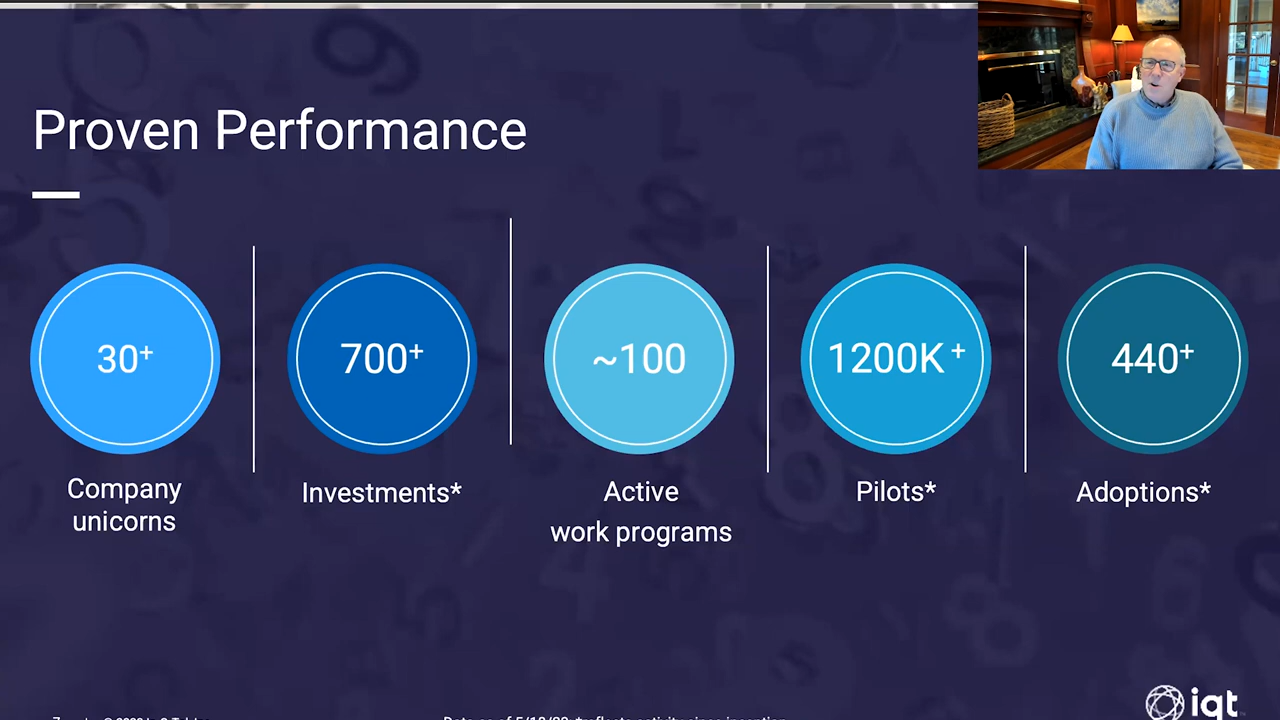 Proven Performance
30+
700+
~100
1200K +
440+
Company
unicorns
Investments*
Active
work programs
Pilots*
Adoptions*
iqt